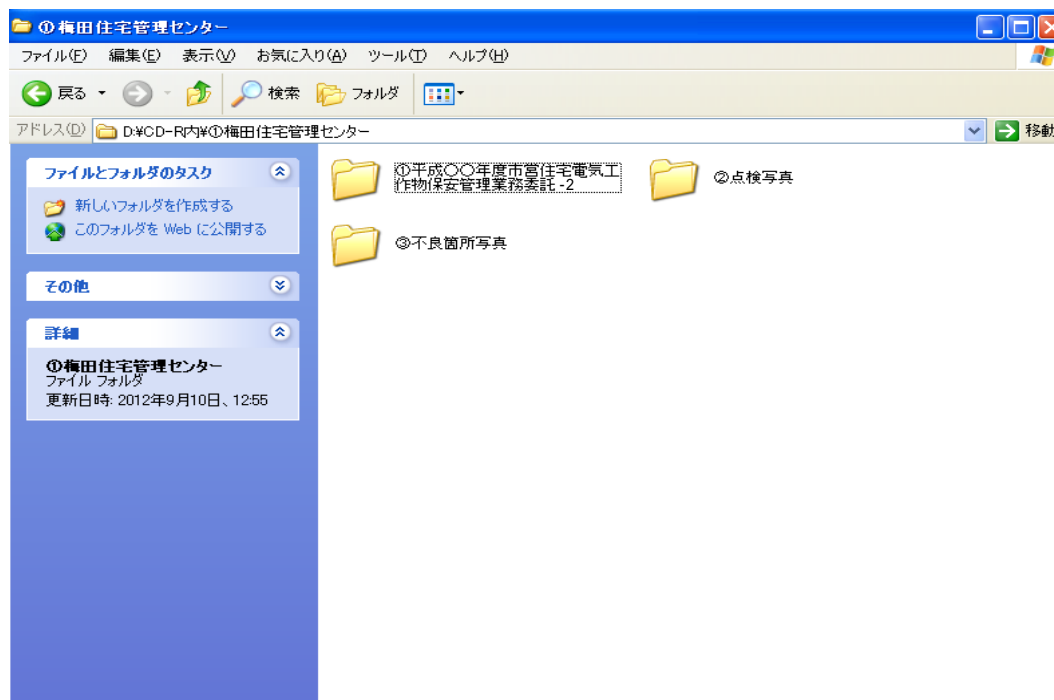 ①梅田住宅管理センター
ファイル(F) 編集(E) 表示(V) お気に入り(A) ツール(T) ヘルプ(H)
戻る 検索 フォルダ
アドレス(D) D:¥CD-R内¥①梅田住宅管理センター 移動
ファイルとフォルダのタスク
新しいフォルダを作成する
このフォルダを Web に公開する
その他
詳細
①梅田住宅管理センター
ファイル フォルダ
更新日時: 2012年9月10日、12:55
①平成〇〇年度市営住宅電気工
作物保安管理業務委託-2
②点検写真
③不良箇所写真